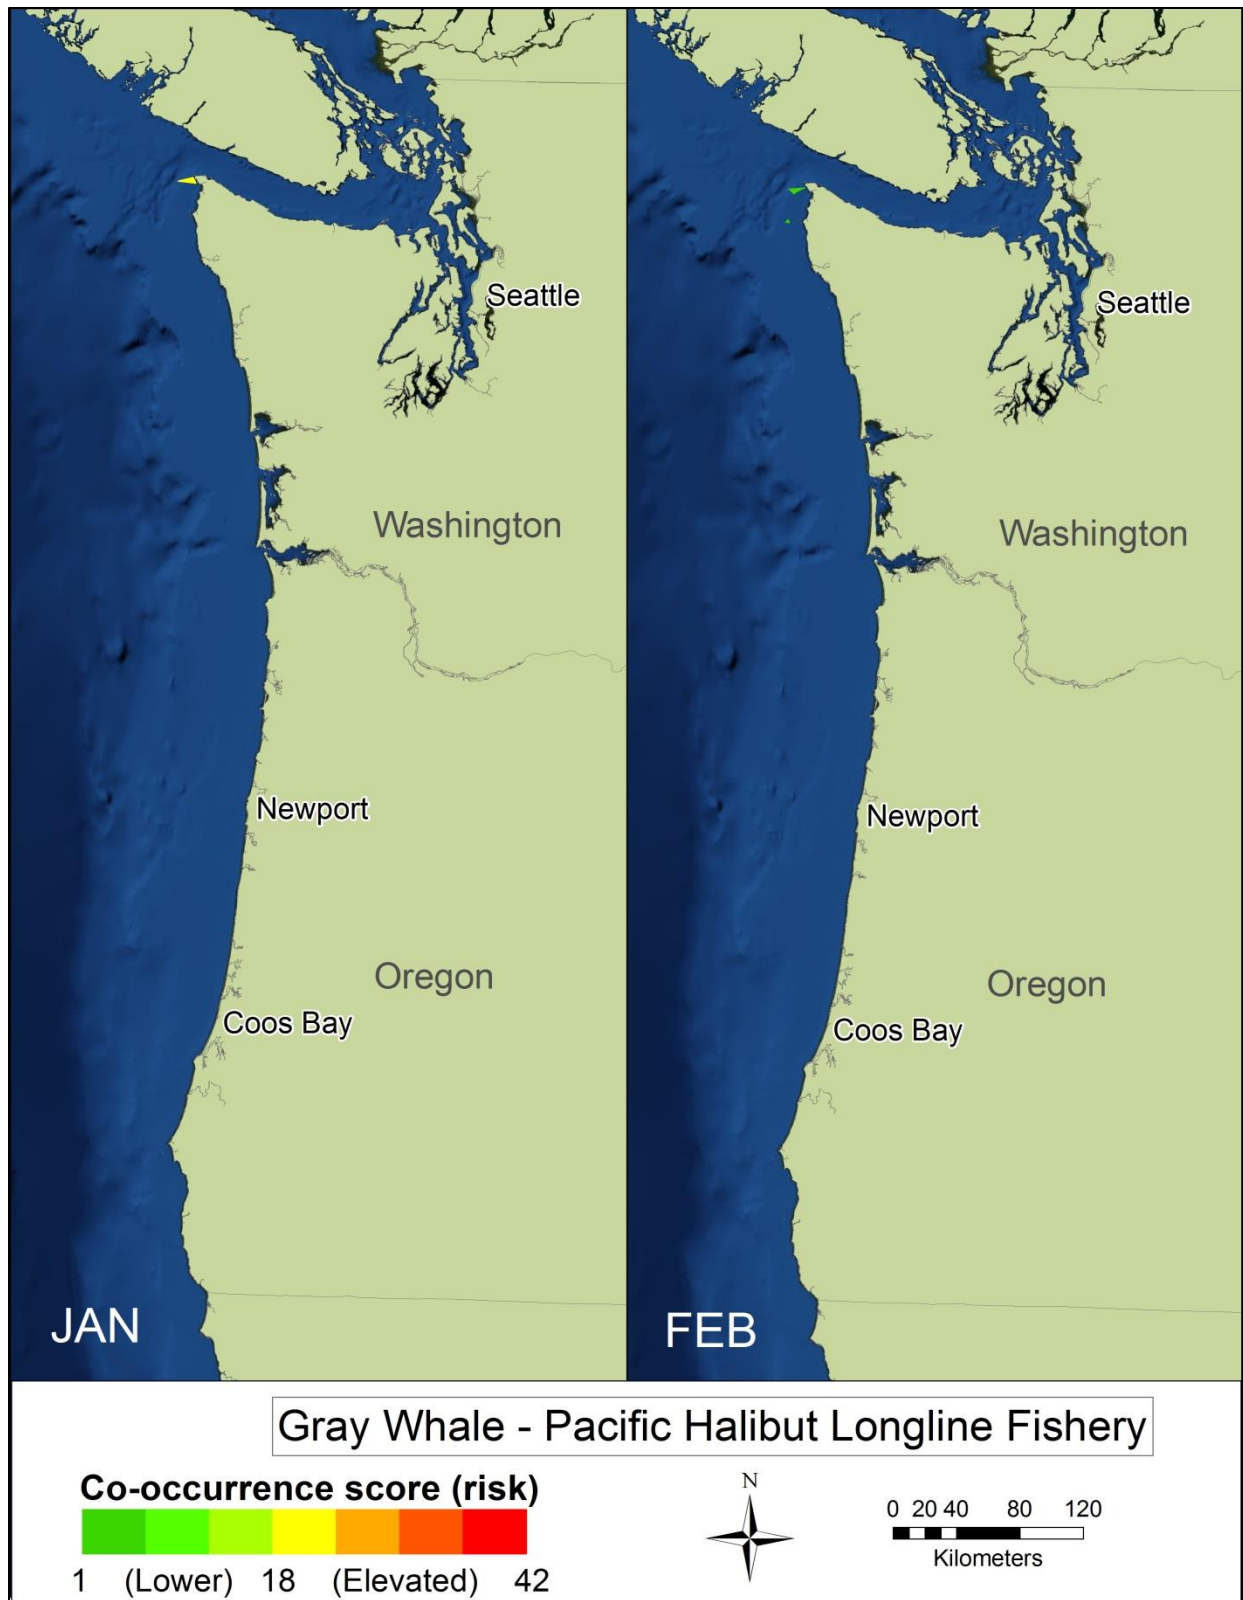 Seattle
Washington
Newport
Oregon
Coos Bay
JAN
Seattle
Washington
Newport
Oregon
Coos Bay
FEB
Gray Whale - Pacific Halibut Longline Fishery
Co-occurrence score (risk)
1 (Lower) 18 (Elevated) 42
N
0 20 40 80 120
Kilometers